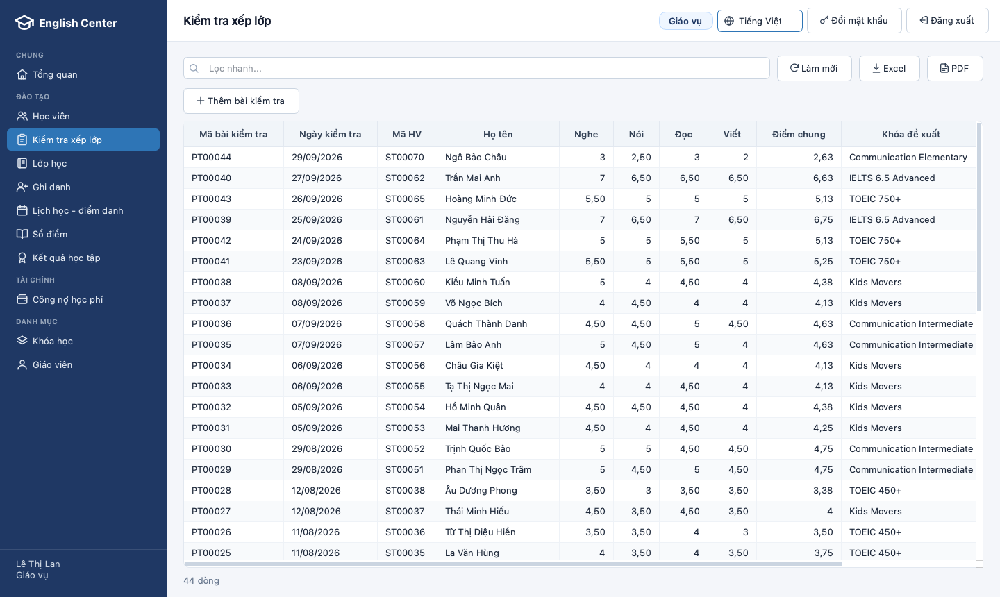 English Center
CHUNG
Tổng quan
ĐÀO TẠO
Học viên
Kiểm tra xếp lớp
Lớp học
Ghi danh
Lịch học - điểm danh
Sổ điểm
Kết quả học tập
TÀI CHÍNH
Công nợ học phí
DANH MỤC
Khóa học
Giáo viên
Lê Thị Lan
Giáo vụ
Kiểm tra xếp lớp
Giáo vụ
Tiếng Việt
Đổi mật khẩu
Đăng xuất
Lọc nhanh...
Làm mới
Excel
PDF
Thêm bài kiểm tra
Mã bài kiểm tra Ngày kiểm tra Mã HV Họ tên Nghe Nói Đọc Viết Điểm chung Khóa đề xuất
PT00044 29/09/2026 ST00070 Ngô Bảo Châu 3 2,50 3 2 2,63 Communication Elementary
PT00040 27/09/2026 ST00062 Trần Mai Anh 7 6,50 6,50 6,50 6,63 IELTS 6.5 Advanced
PT00043 26/09/2026 ST00065 Hoàng Minh Đức 5,50 5 5 5 5,13 TOEIC 750+
PT00039 25/09/2026 ST00061 Nguyễn Hải Đăng 7 6,50 7 6,50 6,75 IELTS 6.5 Advanced
PT00042 24/09/2026 ST00064 Phạm Thị Thu Hà 5 5 5,50 5 5,13 TOEIC 750+
PT00041 23/09/2026 ST00063 Lê Quang Vinh 5,50 5 5,50 5 5,25 TOEIC 750+
PT00038 08/09/2026 ST00060 Kiều Minh Tuấn 5 4 4,50 4 4,38 Kids Movers
PT00037 08/09/2026 ST00059 Võ Ngọc Bích 4 4,50 4 4 4,13 Kids Movers
PT00036 07/09/2026 ST00058 Quách Thành Danh 4,50 4,50 5 4,50 4,63 Communication Intermediate
PT00035 07/09/2026 ST00057 Lâm Bảo Anh 5 4,50 5 4 4,63 Communication Intermediate
PT00034 06/09/2026 ST00056 Châu Gia Kiệt 4,50 4 4 4 4,13 Kids Movers
PT00033 06/09/2026 ST00055 Tạ Thị Ngọc Mai 4 4 4,50 4 4,13 Kids Movers
PT00032 05/09/2026 ST00054 Hồ Minh Quân 4,50 4,50 4,50 4 4,38 Kids Movers
PT00031 05/09/2026 ST00053 Mai Thanh Hương 4,50 4 4,50 4 4,25 Kids Movers
PT00030 29/08/2026 ST00052 Trịnh Quốc Bảo 5 5 4,50 4,50 4,75 Communication Intermediate
PT00029 29/08/2026 ST00051 Phan Thị Ngọc Trâm 5 4,50 5 4,50 4,75 Communication Intermediate
PT00028 12/08/2026 ST00038 Âu Dương Phong 3,50 3 3,50 3,50 3,38 TOEIC 450+
PT00027 12/08/2026 ST00037 Thái Minh Hiếu 4,50 3,50 4,50 3,50 4 Kids Movers
PT00026 11/08/2026 ST00036 Từ Thị Diệu Hiền 3,50 3,50 4 3 3,50 TOEIC 450+
PT00025 11/08/2026 ST00035 La Văn Hùng 4 3,50 4 3,50 3,75 TOEIC 450+
44 dòng